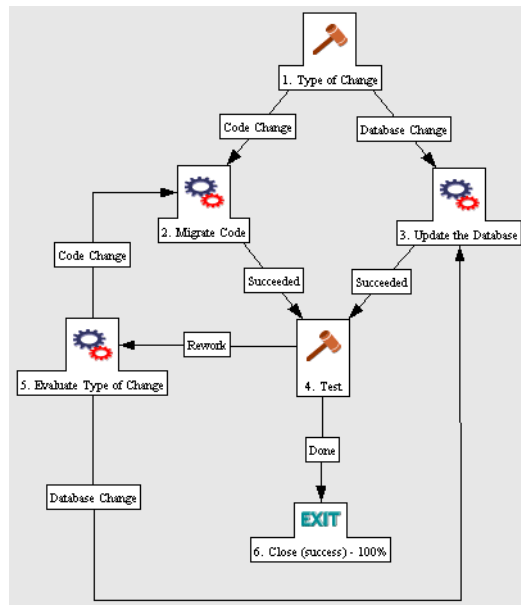 1. Type of Change
Code Change
Database Change
2. Migrate Code
3. Update the Database
Code Change
Succeeded
Succeeded
Rework
5. Evaluate Type of Change
4. Test
Done
Database Change
EXIT
6. Close (success) - 100%